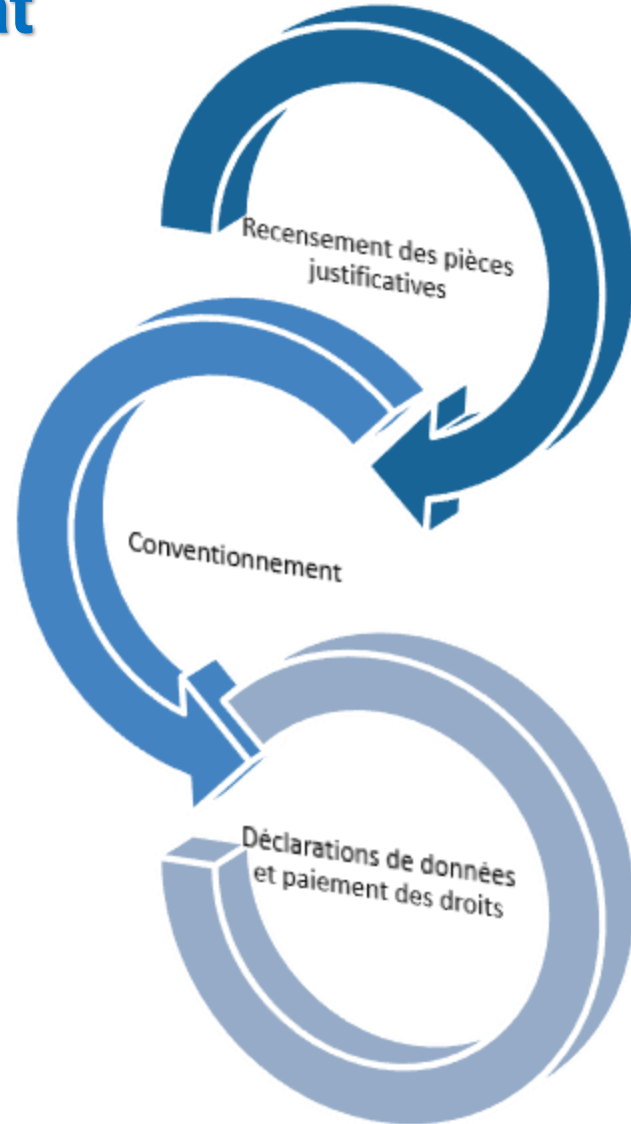 Recensement des pièces
justificatives
Conventionnement
Déclarations de données
et paiement des droits